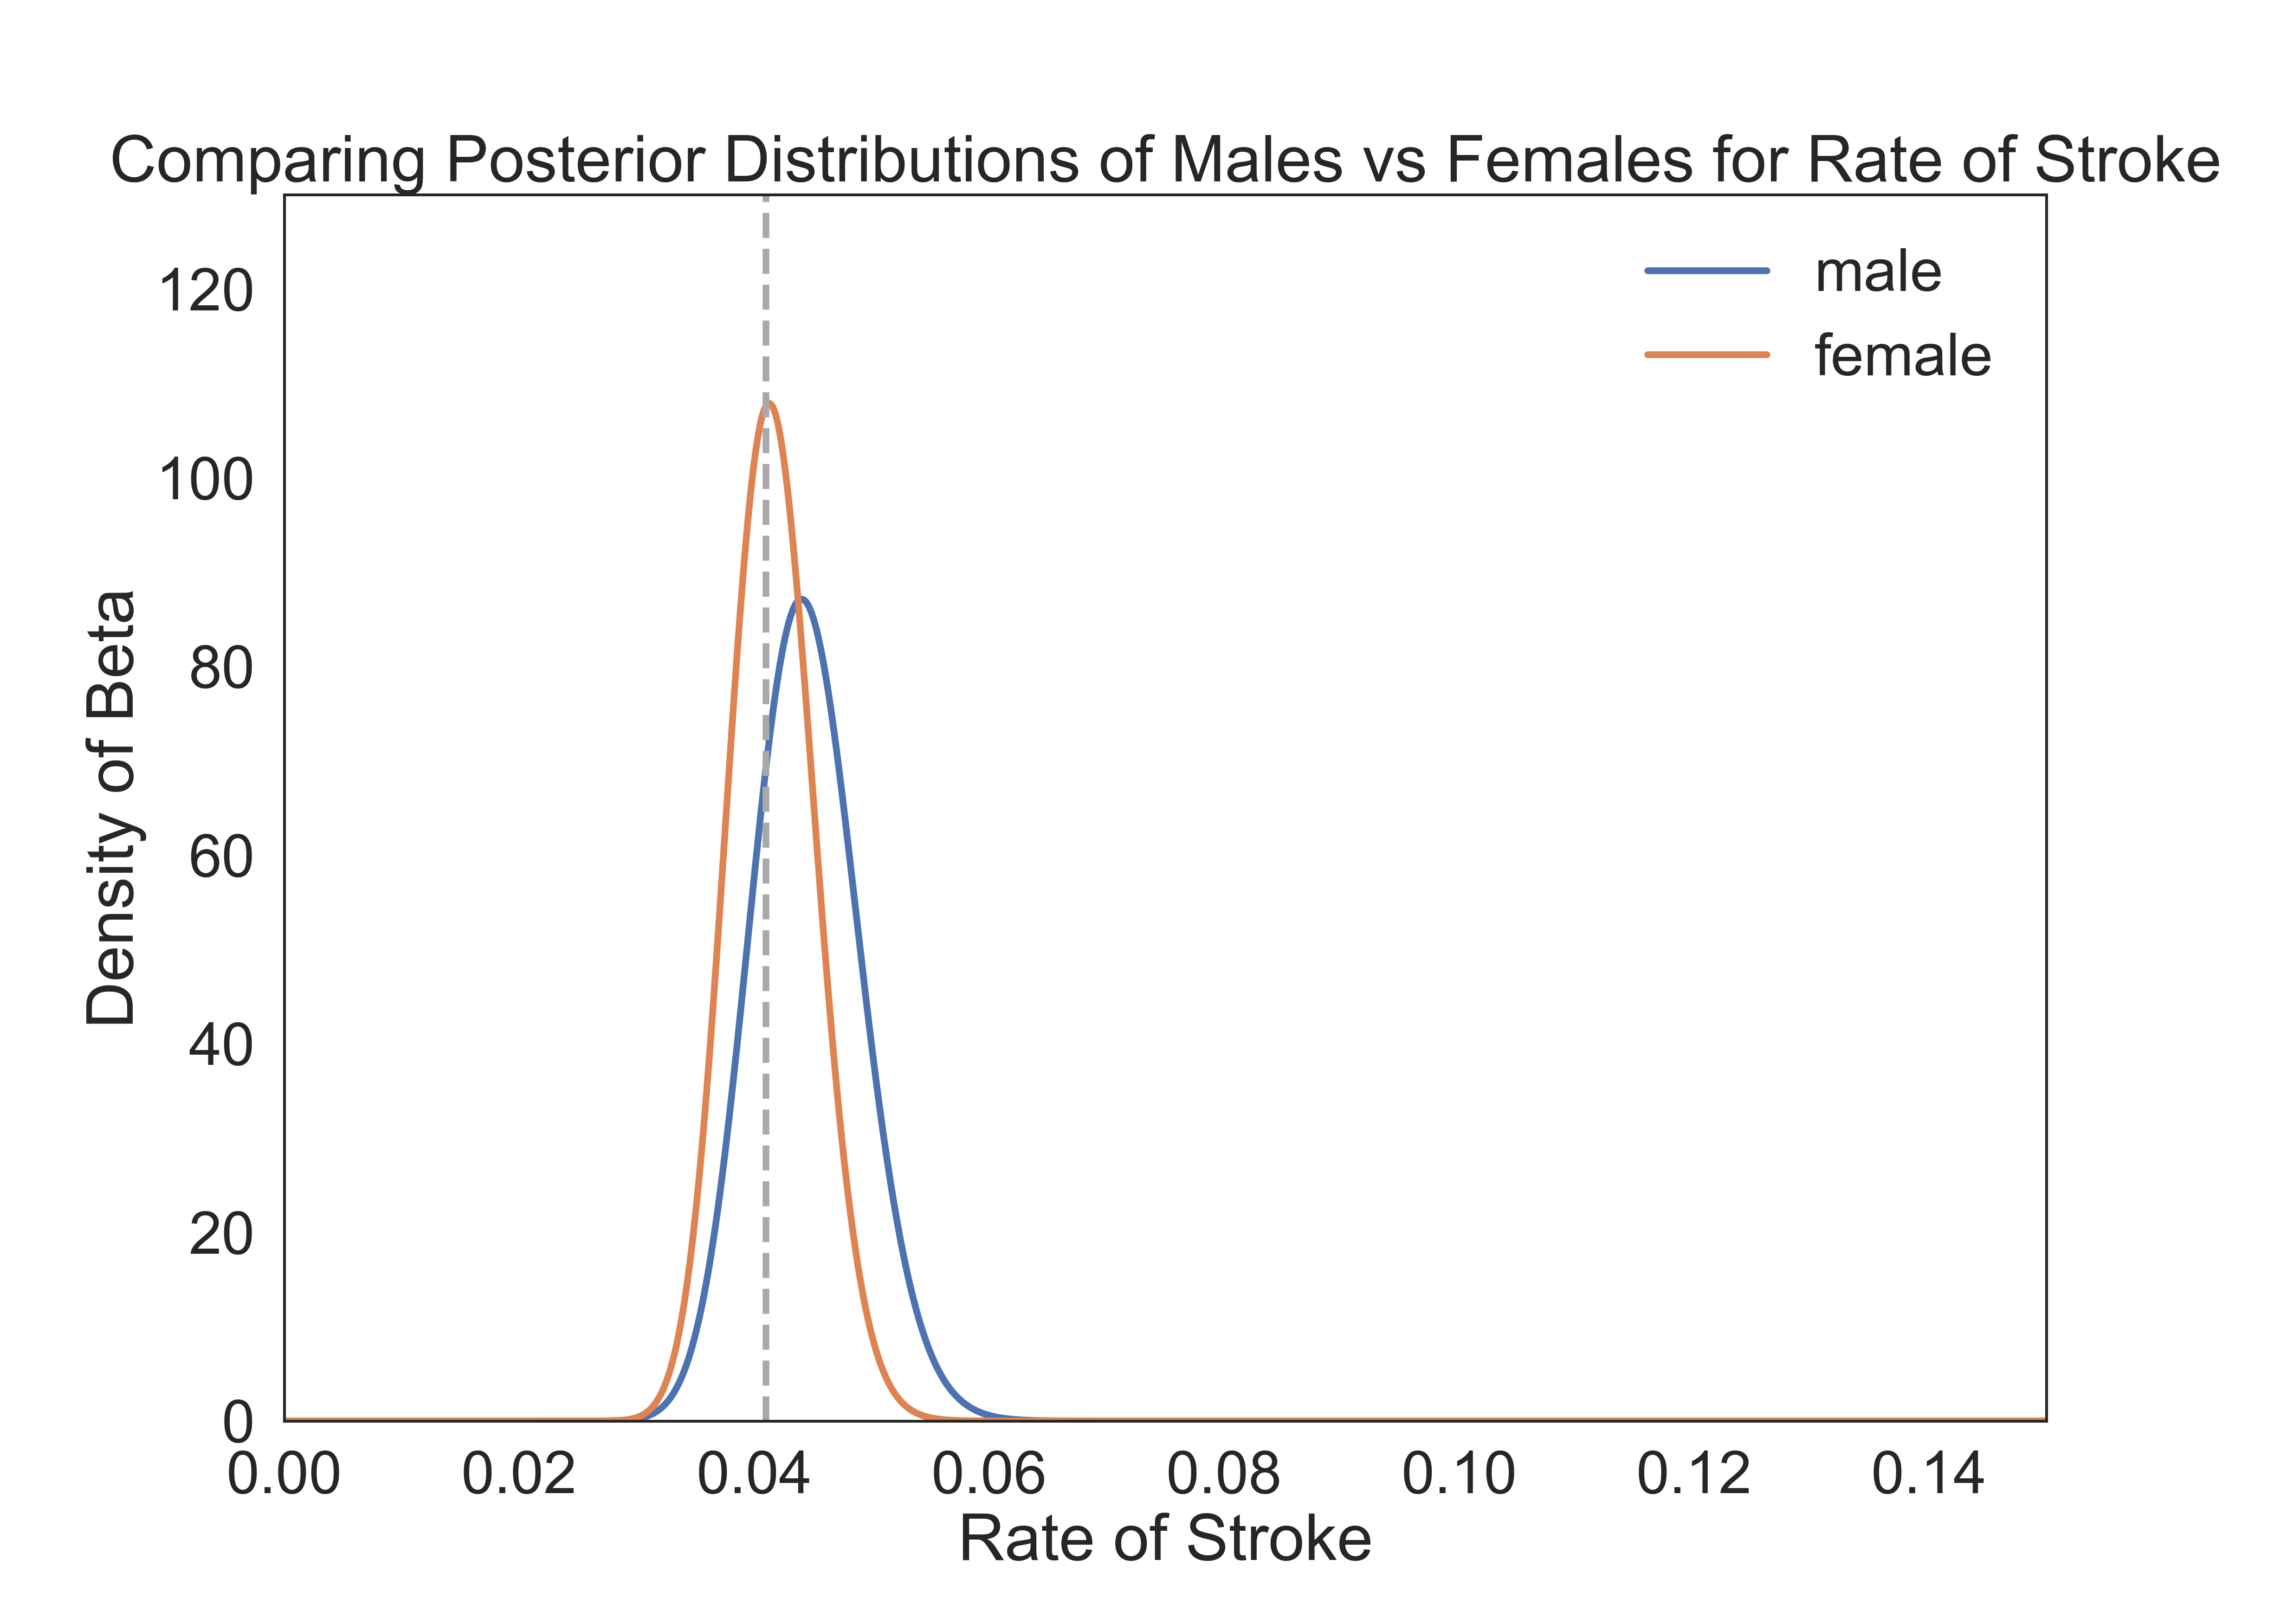 Comparing Posterior Distributions of Males vs Females for Rate of Stroke
male
female
Density of Beta
120
100
80
60
40
20
0
0.00 0.02 0.04 0.06 0.08 0.10 0.12 0.14
Rate of Stroke